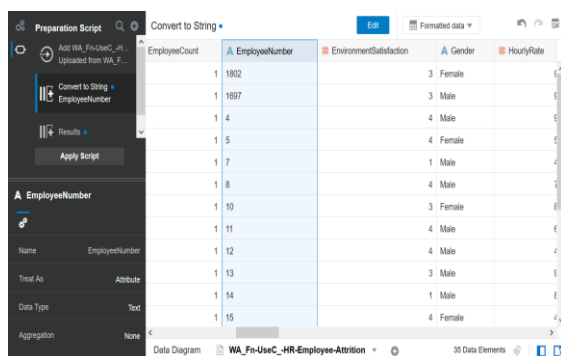 Preparation Script
Add WA_Fn-UseC_-H...
Uploaded from WA_F...
Convert to String
EmployeeNumber
Results
Apply Script
A EmployeeNumber
Name EmployeeNumber
Treat As Attribute
Data Type Text
Aggregation None
Convert to String
Edit
Formatted data
EmployeeCount A EmployeeNumber # EnvironmentSatisfaction A Gender # HourlyRate
1 1802 3 Female
1 1697 3 Male
1 4 4 Male
1 5 4 Female
1 7 1 Male
1 8 4 Male
1 10 3 Female
1 11 4 Male
1 12 4 Male
1 13 3 Male
1 14 1 Male
1 15 4 Female
Data Diagram WA_Fn-UseC_-HR-Employee-Attrition 35 Data Elements